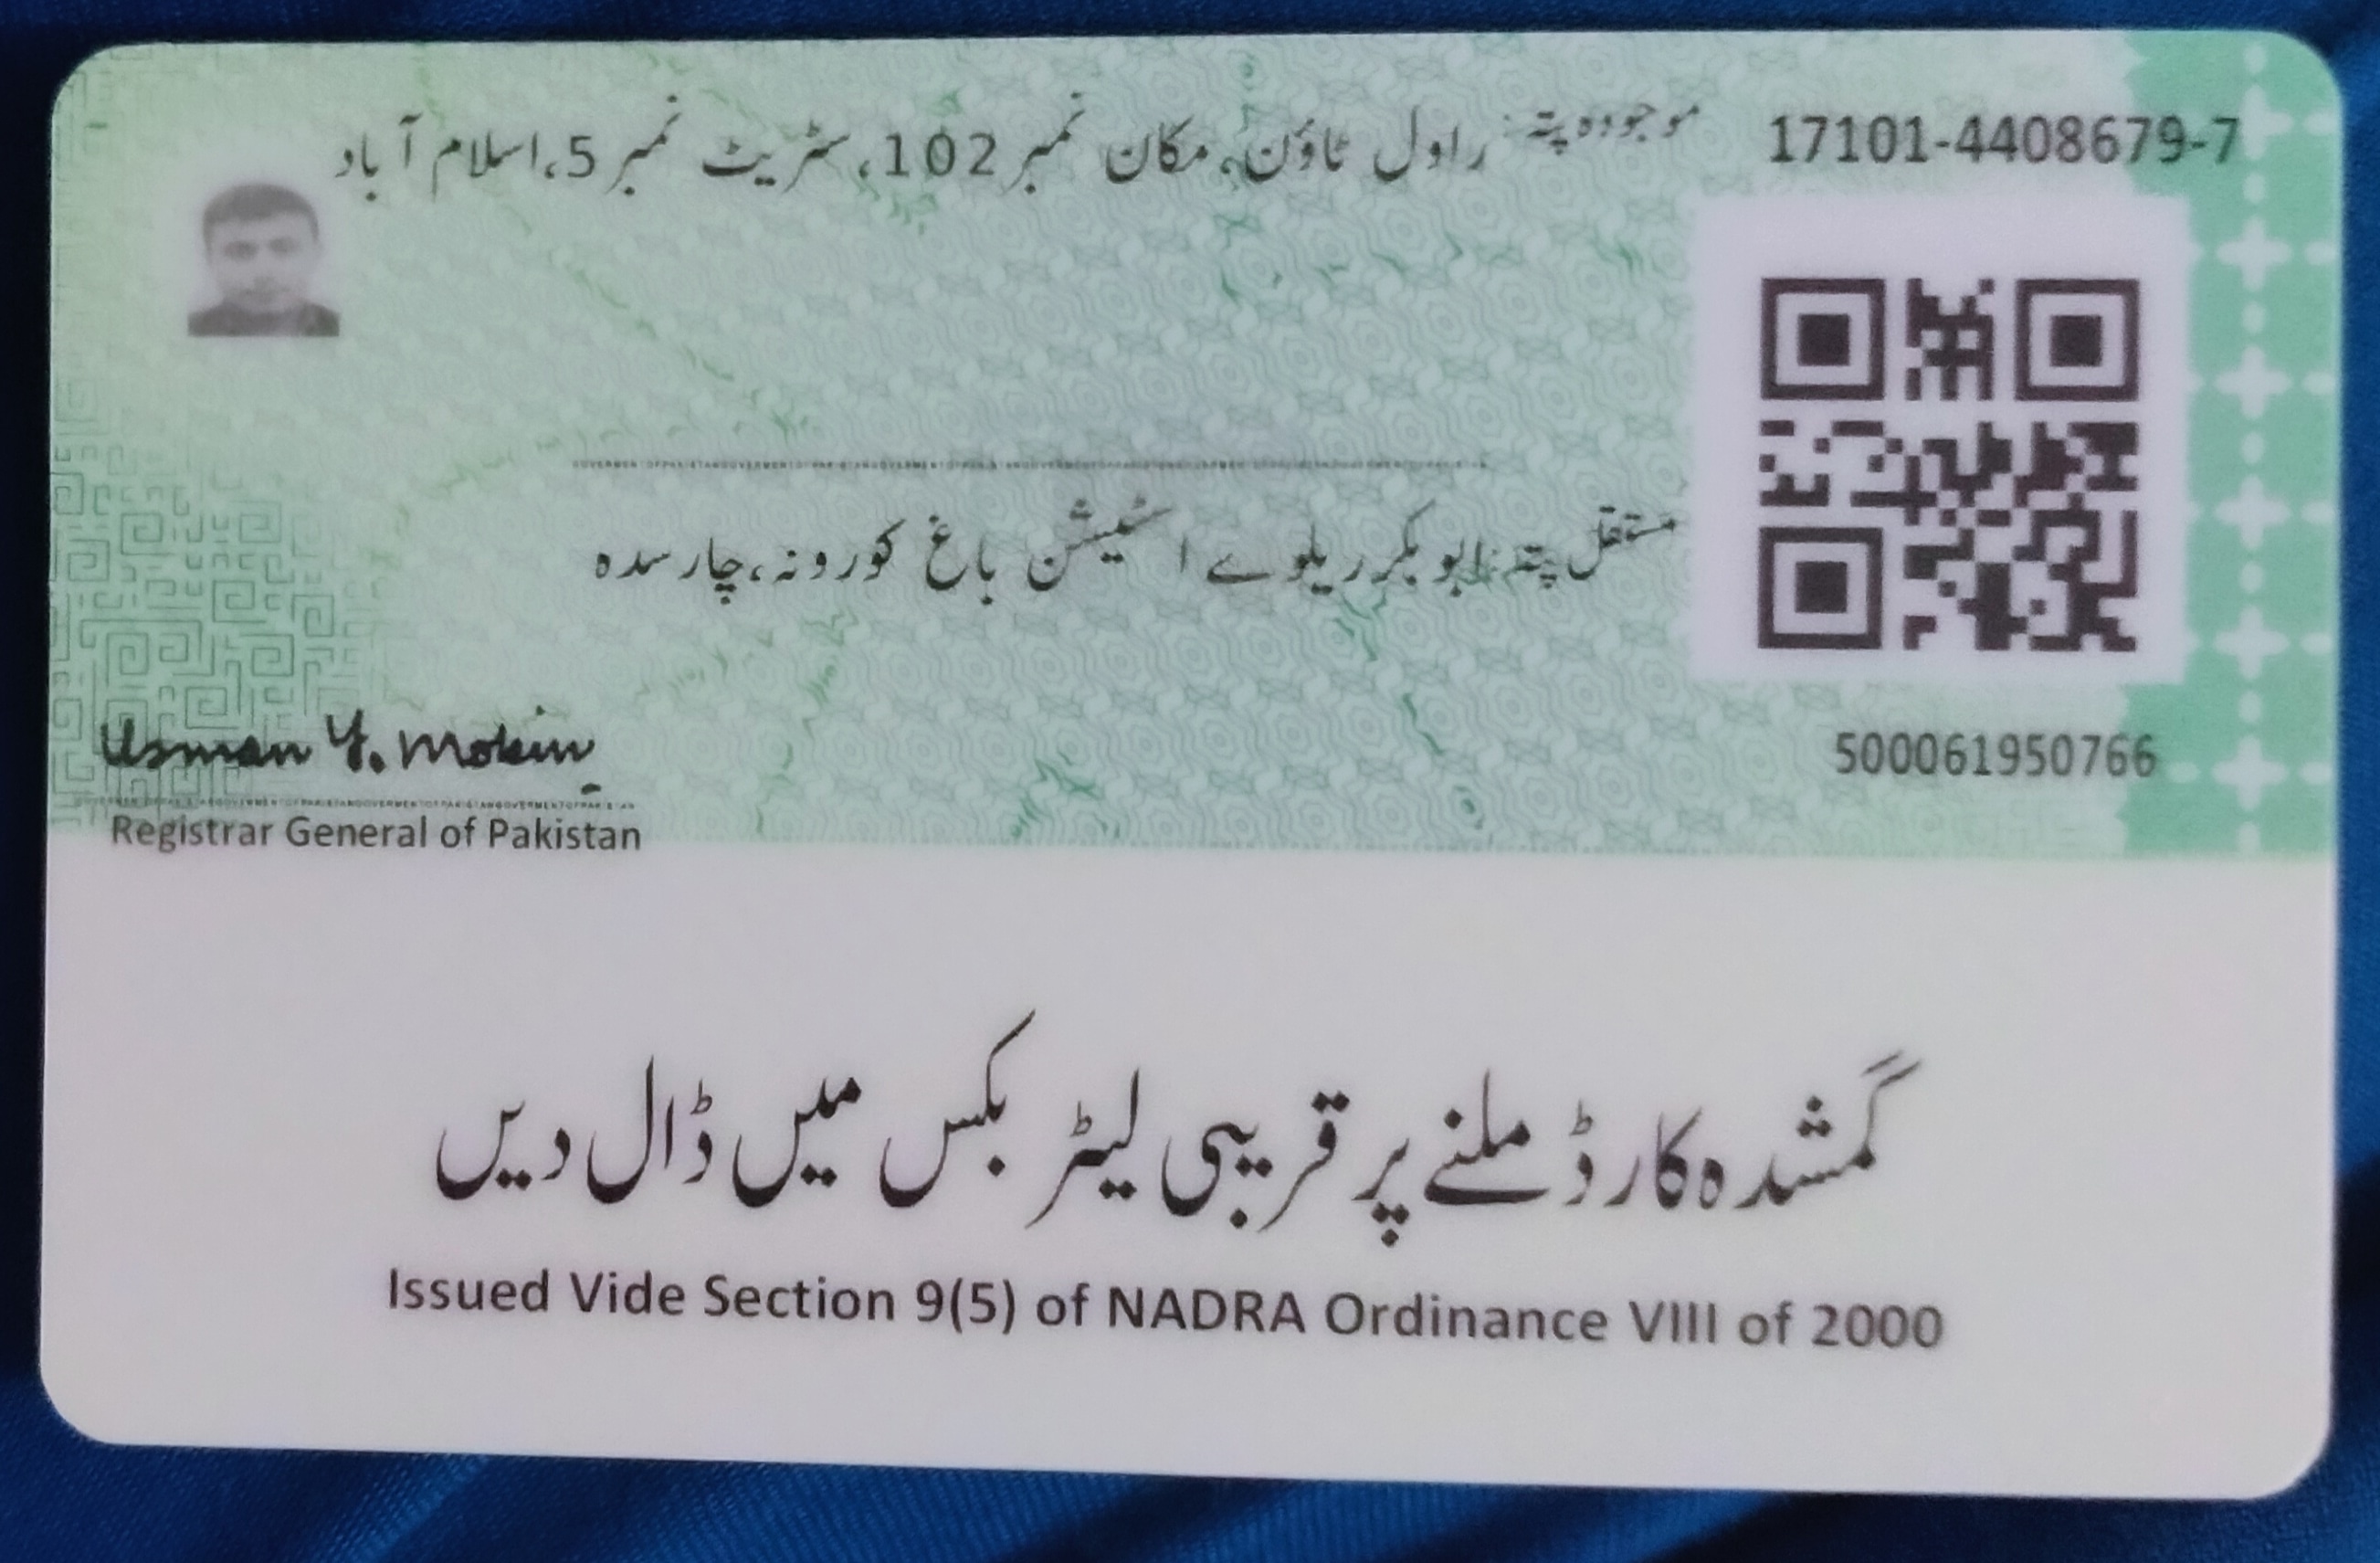 17101-4408679-7
موجودہ پتہ: راول ٹاؤن، مکان نمبر 102، سٹریٹ نمبر 5، اسلام آباد
مستقل پتہ: ابوبکر ریلوے اسٹیشن باغ کورونہ، چارسدہ
500061950766
Usman Y. Mobin
Registrar General of Pakistan
گمشدہ کارڈ ملنے پر قریبی لیٹر بکس میں ڈال دیں
Issued Vide Section 9(5) of NADRA Ordinance VIII of 2000